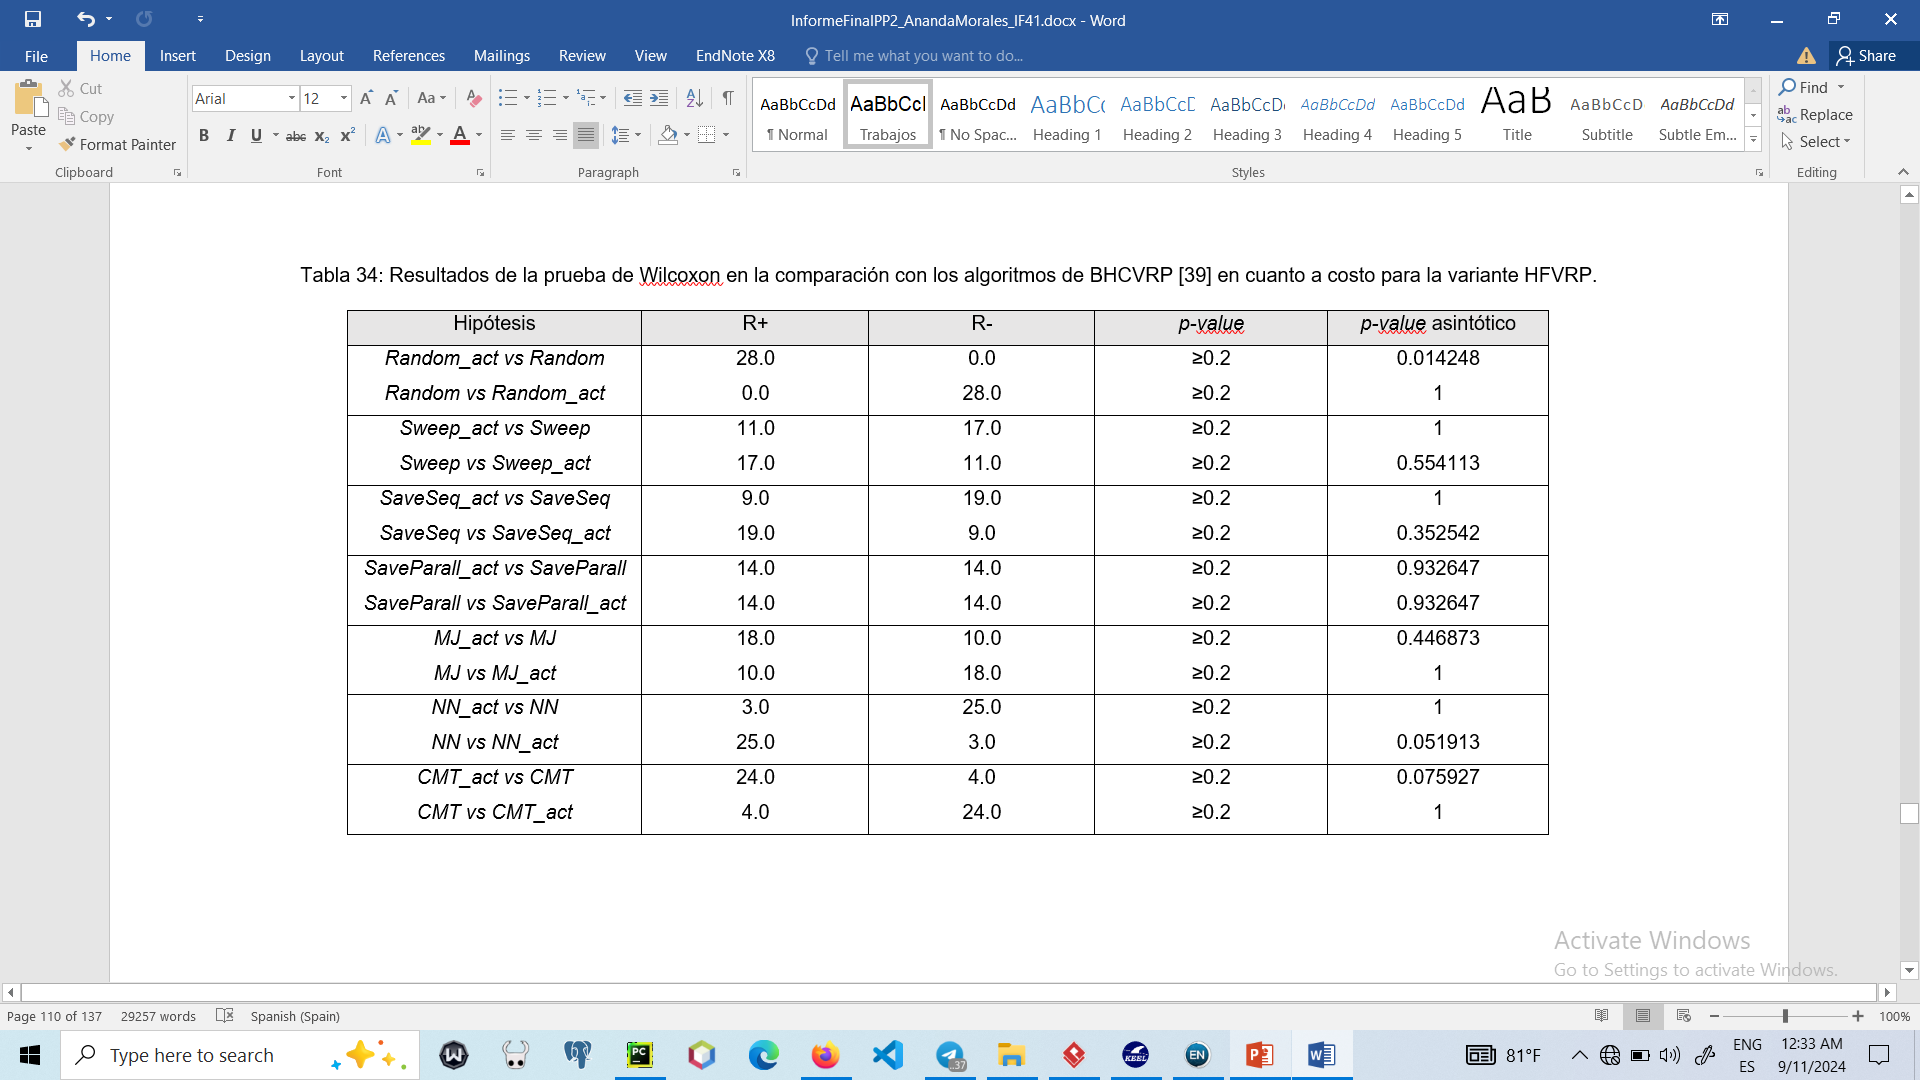 InformeFinalPP2_AnandaMorales_IF41.docx - Word
File Home Insert Design Layout References Mailings Review View EndNote X8 Tell me what you want to do... Share
Paste
Cut
Copy
Format Painter
Clipboard
Arial 12
Font
Paragraph
AaBbCcDd AaBbCcI AaBbCcDd AaBbCc AaBbCcD AaBbCcDd AaBbCcDd AaBbCcDd AaB AaBbCcD AaBbCcDd
¶ Normal Trabajos ¶ No Spac... Heading 1 Heading 2 Heading 3 Heading 4 Heading 5 Title Subtitle Subtle Em...
Styles
Find
Replace
Select
Editing
Tabla 34: Resultados de la prueba de Wilcoxon en la comparación con los algoritmos de BHCVRP [39] en cuanto a costo para la variante HFVRP.
Hipótesis R+ R- p-value p-value asintótico
Random_act vs Random 28.0 0.0 ≥0.2 0.014248
Random vs Random_act 0.0 28.0 ≥0.2 1
Sweep_act vs Sweep 11.0 17.0 ≥0.2 1
Sweep vs Sweep_act 17.0 11.0 ≥0.2 0.554113
SaveSeq_act vs SaveSeq 9.0 19.0 ≥0.2 1
SaveSeq vs SaveSeq_act 19.0 9.0 ≥0.2 0.352542
SaveParall_act vs SaveParall 14.0 14.0 ≥0.2 0.932647
SaveParall vs SaveParall_act 14.0 14.0 ≥0.2 0.932647
MJ_act vs MJ 18.0 10.0 ≥0.2 0.446873
MJ vs MJ_act 10.0 18.0 ≥0.2 1
NN_act vs NN 3.0 25.0 ≥0.2 1
NN vs NN_act 25.0 3.0 ≥0.2 0.051913
CMT_act vs CMT 24.0 4.0 ≥0.2 0.075927
CMT vs CMT_act 4.0 24.0 ≥0.2 1
Activate Windows
Go to Settings to activate Windows.
Page 110 of 137 29257 words Spanish (Spain) 100%
Type here to search
81°F
ENG
ES
12:33 AM
9/11/2024